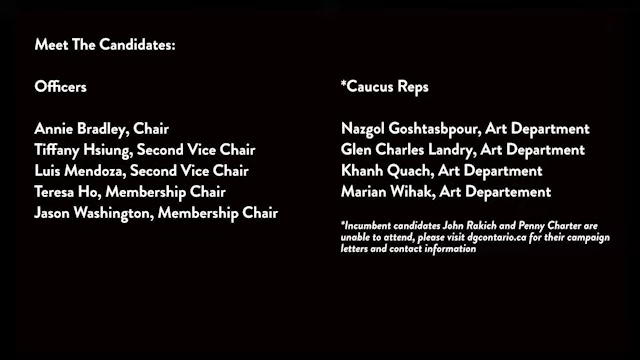 Meet The Candidates:
Officers
Annie Bradley, Chair
Tiffany Hsiung, Second Vice Chair
Luis Mendoza, Second Vice Chair
Teresa Ho, Membership Chair
Jason Washington, Membership Chair
*Caucus Reps
Nazgol Goshtasbpour, Art Department
Glen Charles Landry, Art Department
Khanh Quach, Art Department
Marian Wihak, Art Departement
*Incumbent candidates John Rakich and Penny Charter are
unable to attend, please visit dgcontario.ca for their campaign
letters and contact information